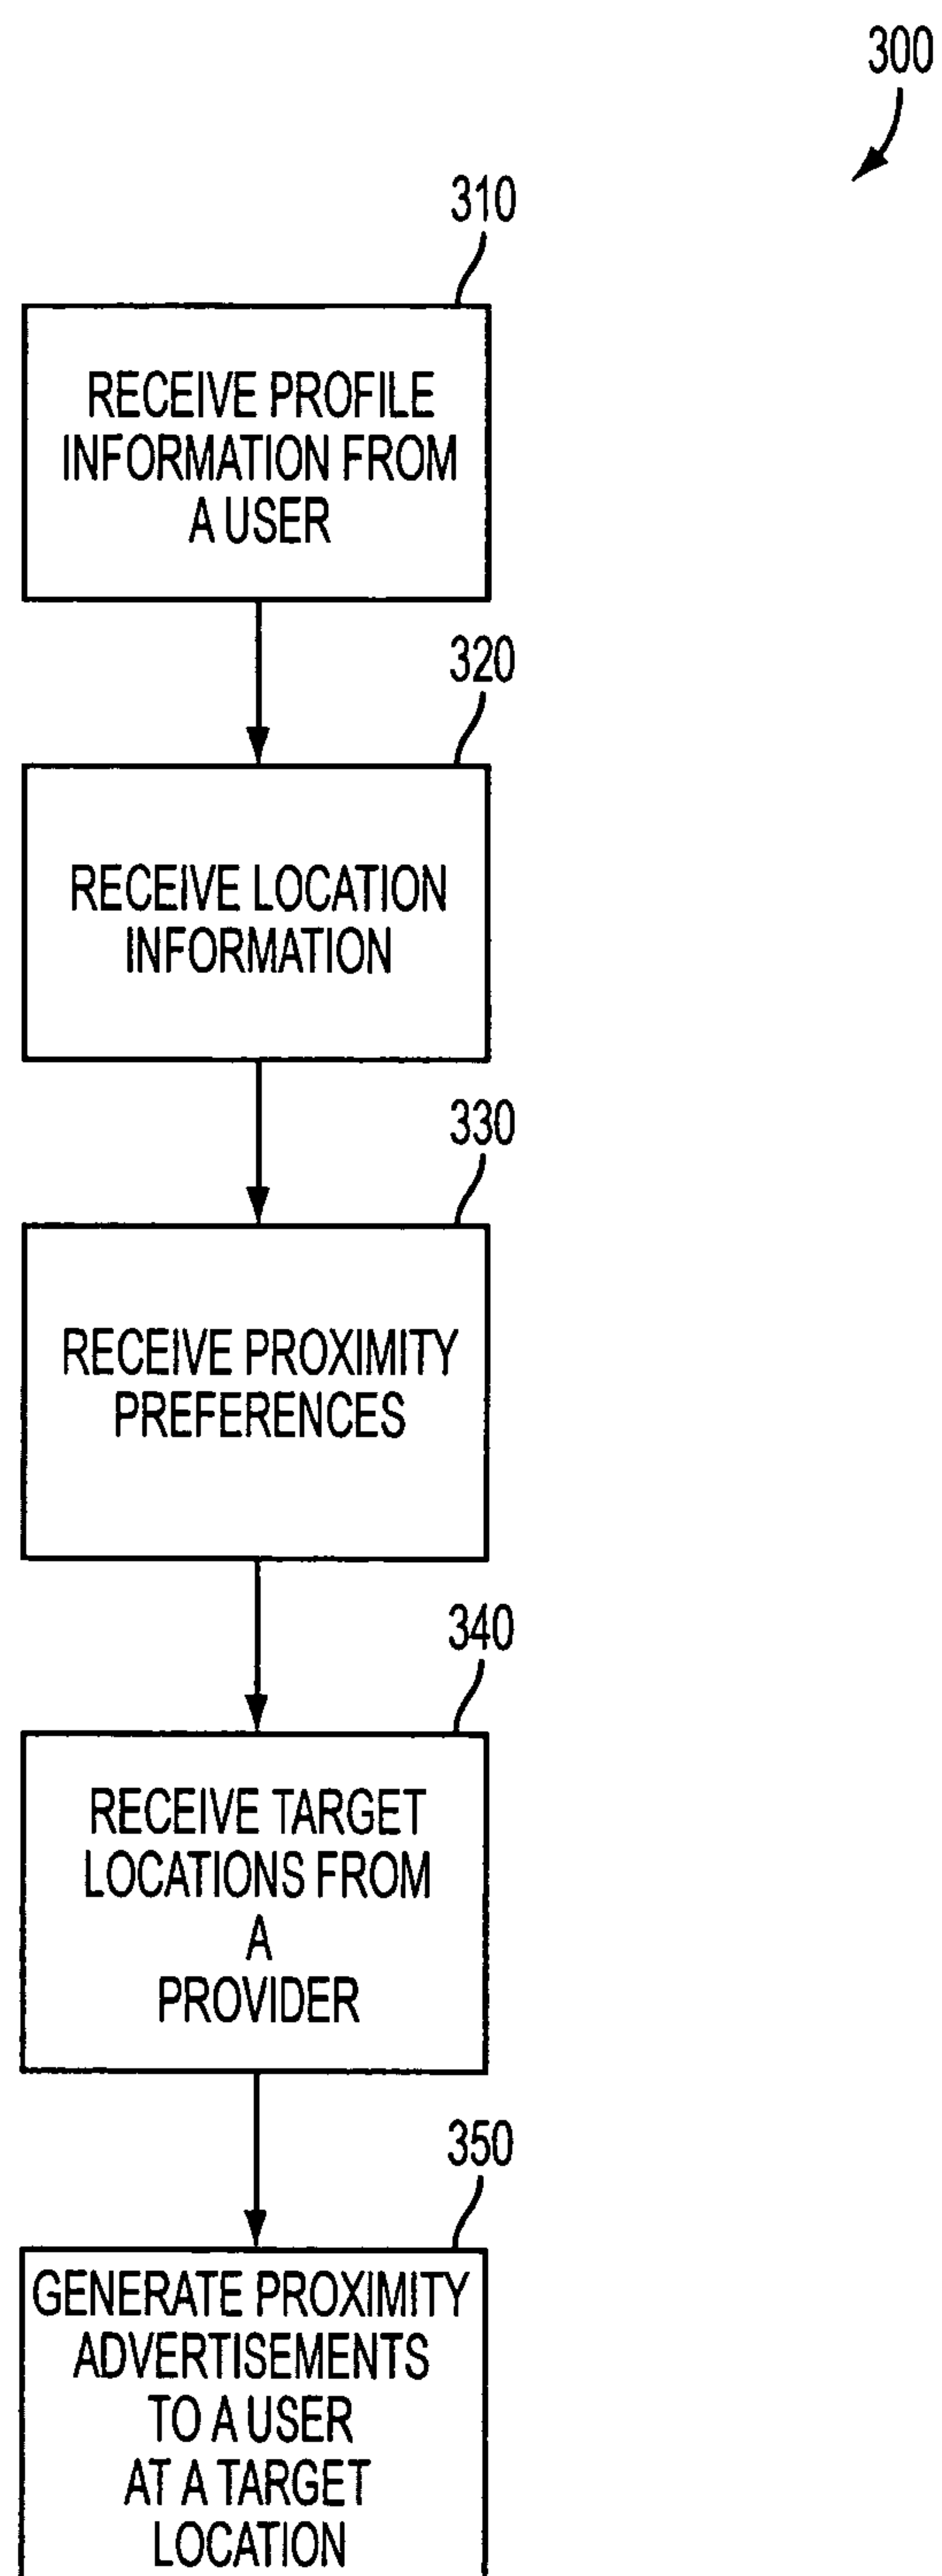 300
310
RECEIVE PROFILE
INFORMATION FROM
A USER
320
RECEIVE LOCATION
INFORMATION
330
RECEIVE PROXIMITY
PREFERENCES
340
RECEIVE TARGET
LOCATIONS FROM
A
PROVIDER
350
GENERATE PROXIMITY
ADVERTISEMENTS
TO A USER
AT A TARGET
LOCATION